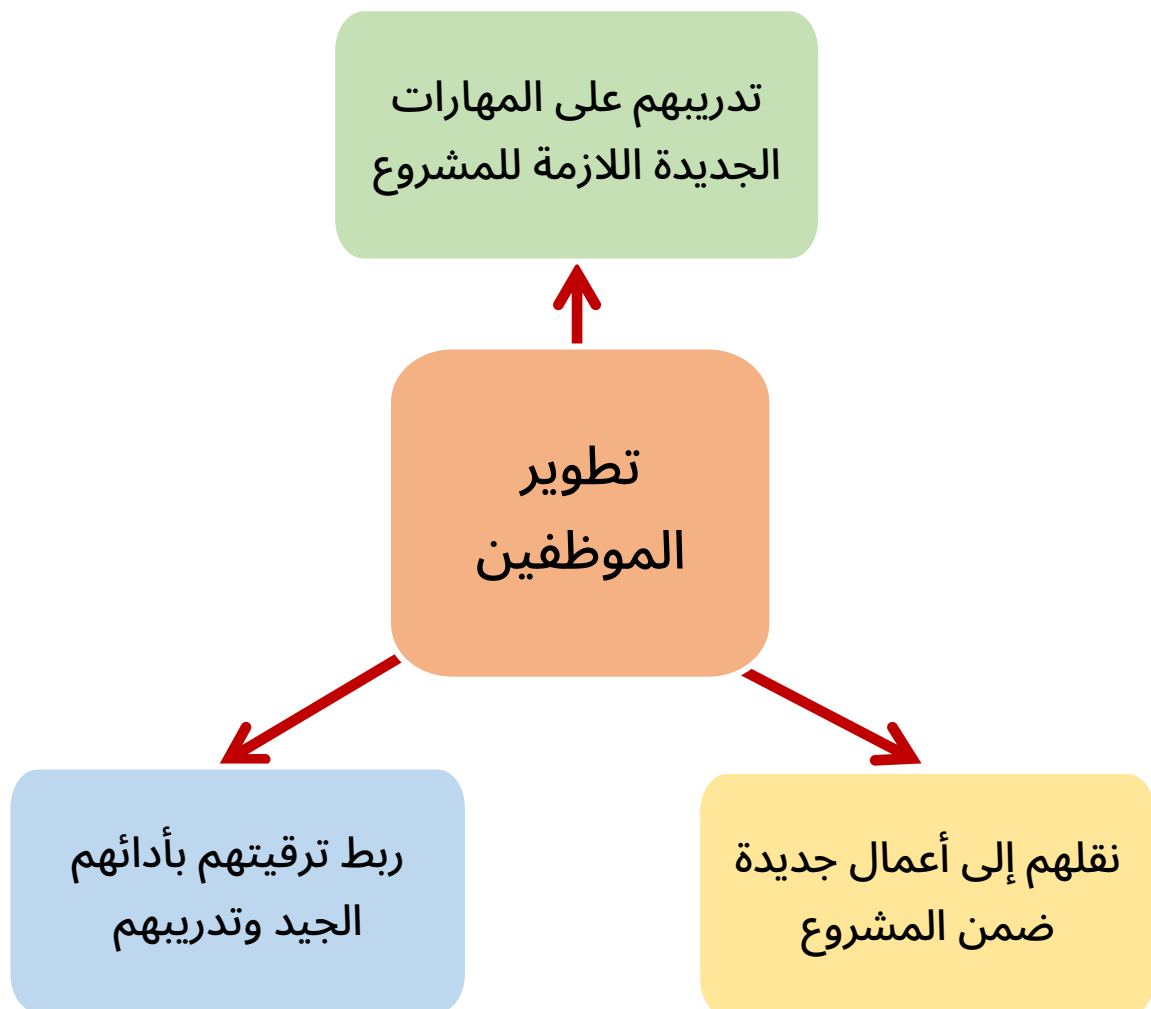 تدريبهم على المهارات
الجديدة اللازمة للمشروع
تطوير
الموظفين
نقلهم إلى أعمال جديدة
ضمن المشروع
ربط ترقيتهم بأدائهم
الجيد وتدريبهم